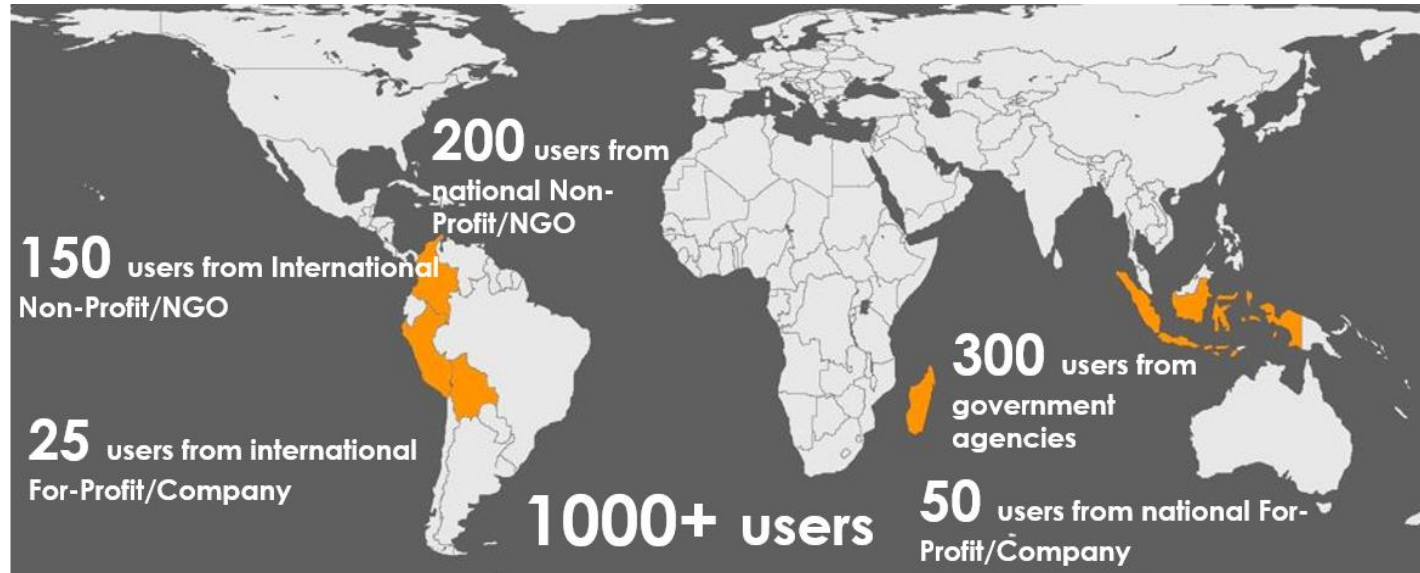 200 users from
national Non-
Profit/NGO
150 users from International
Non-Profit/NGO
300 users from
government
agencies
25 users from international
For-Profit/Company
1000+ users
50 users from national For-
Profit/Company